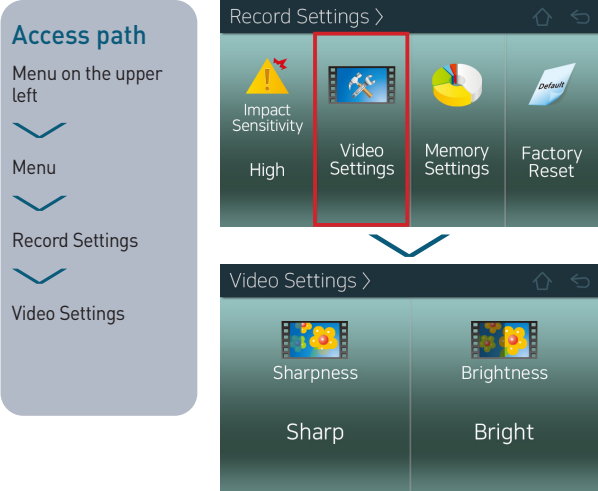 Access path
Menu on the upper
left
Menu
Record Settings
Video Settings
Record Settings
Impact
Sensitivity
High
Video
Settings
Memory
Settings
Default
Factory
Reset
Video Settings
Sharpness
Sharp
Brightness
Bright